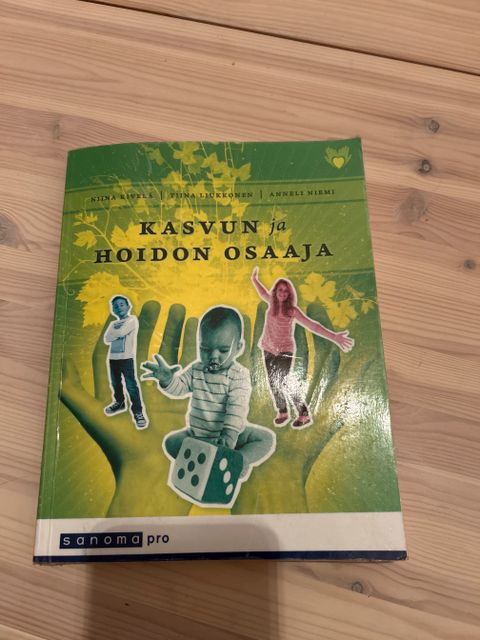 NIINA KIVELÄ | TIINA LIUKKONEN | ANNELI NIEMI
KASVUN ja
HOIDON OSAAJA
sanoma pro